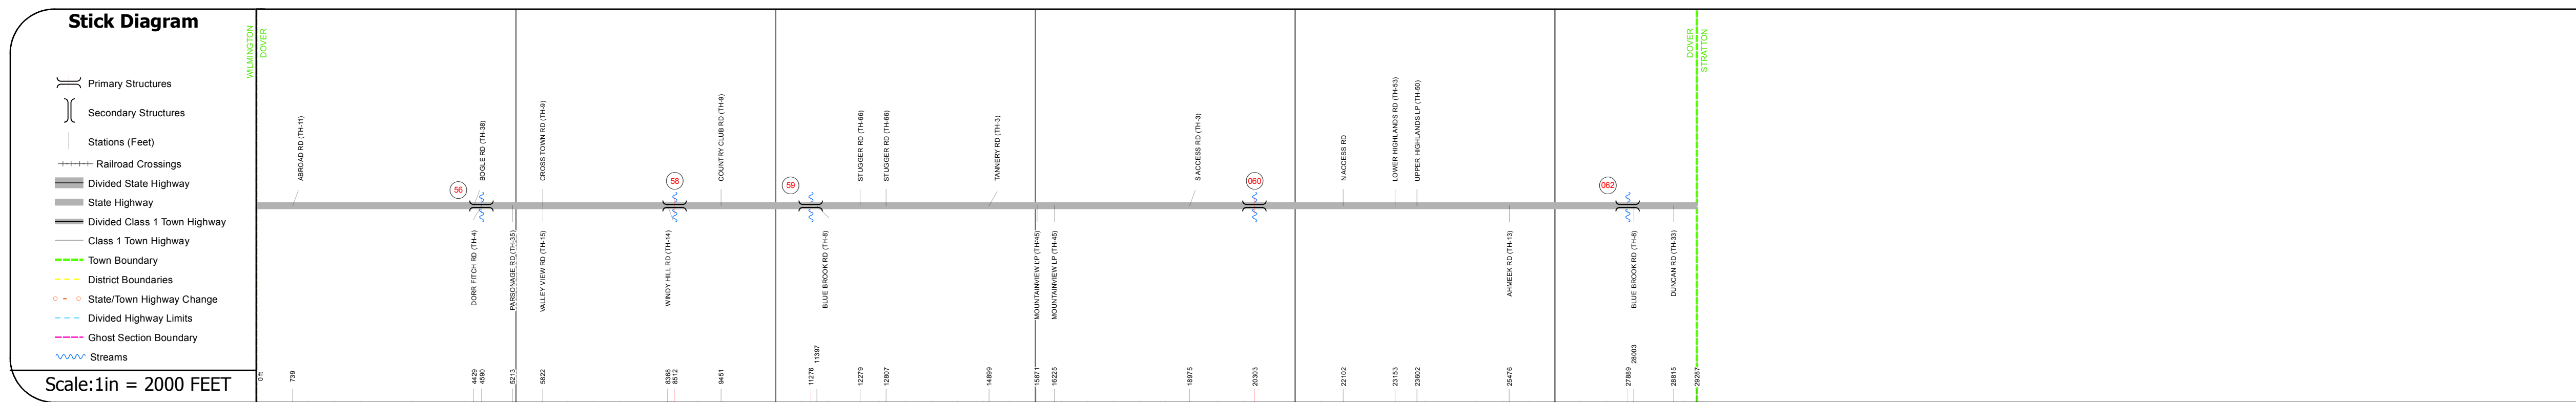 Stick Diagram
Primary Structures
Secondary Structures
Stations (Feet)
Railroad Crossings
Divided State Highway
State Highway
Divided Class 1 Town Highway
Class 1 Town Highway
Town Boundary
District Boundaries
State/Town Highway Change
Divided Highway Limits
Ghost Section Boundary
Streams
Scale:1in = 2000 FEET
WILMINGTON
DOVER
DOVER
STRATTON
ABROAD RD (TH-11)
BOGLE RD (TH-38)
CROSS TOWN RD (TH-9)
COUNTRY CLUB RD (TH-9)
STUGGER RD (TH-66)
STUGGER RD (TH-66)
TANNERY RD (TH-3)
S ACCESS RD (TH-3)
N ACCESS RD
LOWER HIGHLANDS RD (TH-53)
UPPER HIGHLANDS LP (TH-50)
56
58
59
060
062
DORR FITCH RD (TH-4)
PARSONAGE RD (TH-35)
VALLEY VIEW RD (TH-15)
WINDY HILL RD (TH-14)
BLUE BROOK RD (TH-8)
MOUNTAINVIEW LP (TH-45)
MOUNTAINVIEW LP (TH-45)
AHMEEK RD (TH-13)
BLUE BROOK RD (TH-8)
DUNCAN RD (TH-33)
0 ft
739
4429
4590
5213
5822
8368
8512
9451
11276
11397
12279
12807
14899
15871
16225
18975
20303
22102
23153
23602
25476
27889
28003
28815
29287